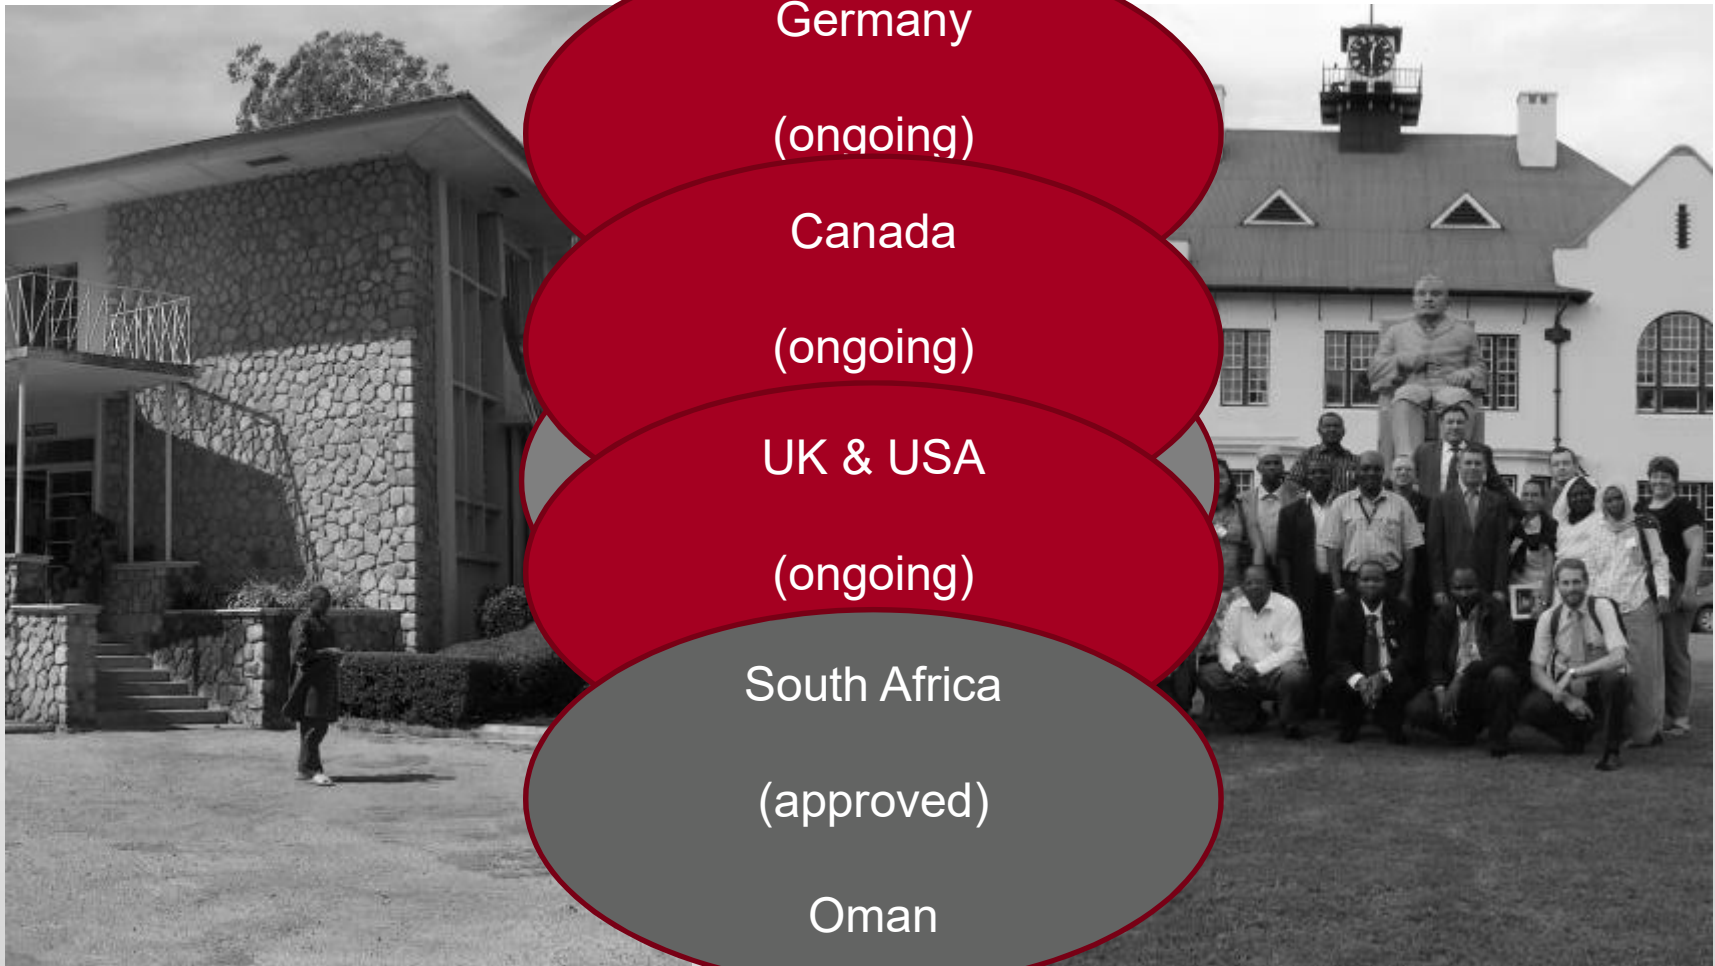 Germany
(ongoing)
Canada
(ongoing)
UK & USA
(ongoing)
South Africa
(approved)
Oman